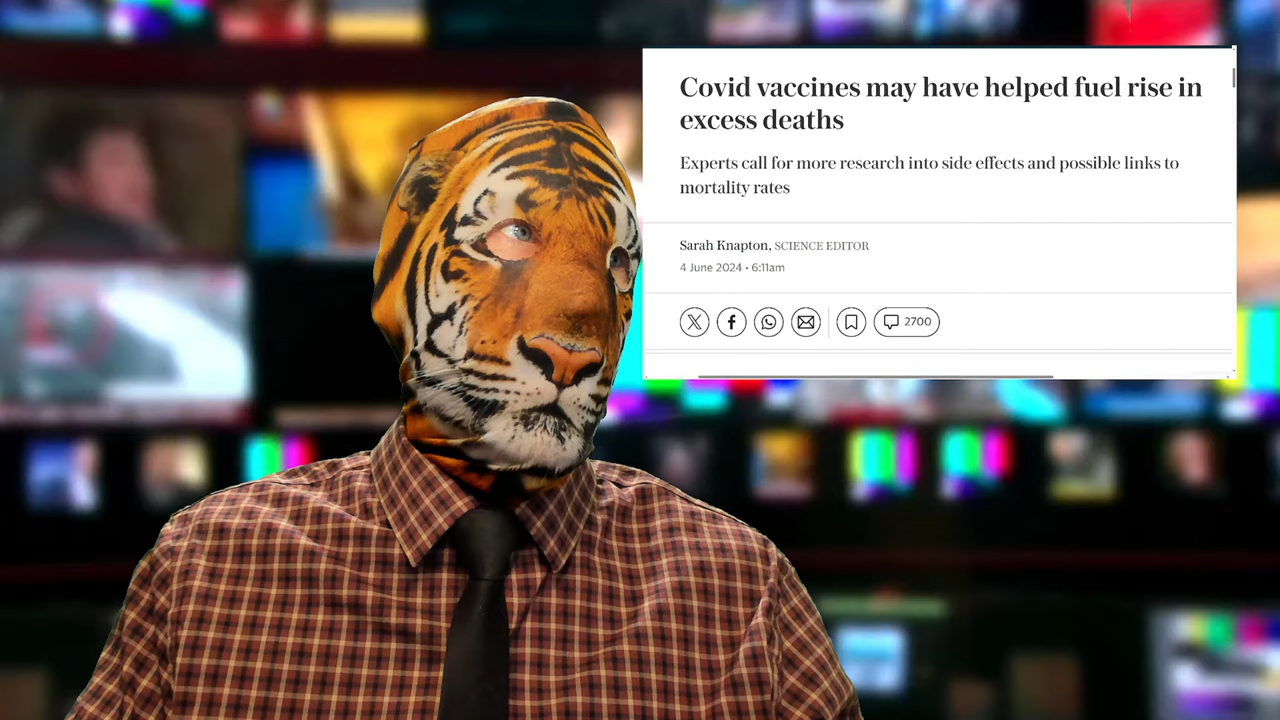 Covid vaccines may have helped fuel rise in
excess deaths
Experts call for more research into side effects and possible links to
mortality rates
Sarah Knapton, SCIENCE EDITOR
4 June 2024 • 6:11am
2700